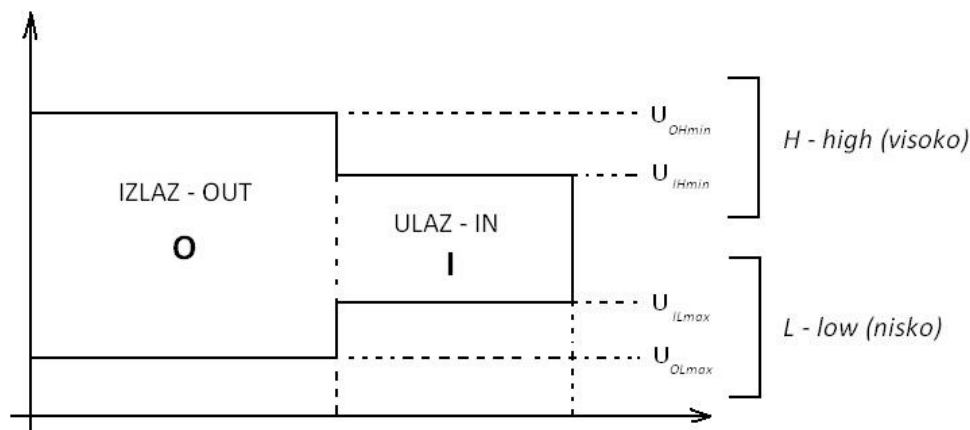 U OHmin
H - high (visoko)
U IHmin
IZLAZ - OUT
O
ULAZ - IN
I
U ILmax
L - low (nisko)
U OLmax